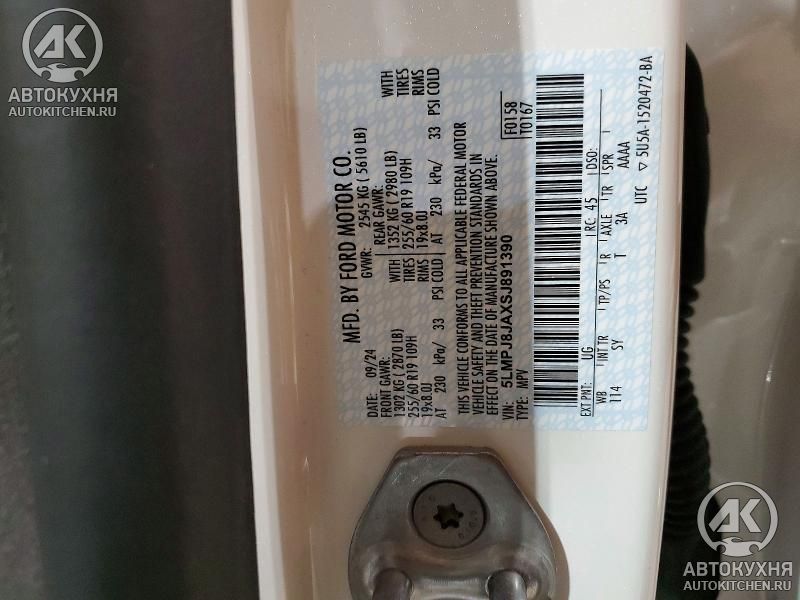 АК
АВТОКУХНЯ
AUTOKITCHEN.RU
MFD. BY FORD MOTOR CO.
DATE: 09/24
GVWR: 2545 KG ( 5610 LB)
FRONT GAWR:
REAR GAWR:
1302 KG ( 2870 LB) WITH
1352 KG ( 2980 LB) WITH
255/60 R19 109H TIRES
255/60 R19 109H TIRES
19x8.0J RIMS
19x8.0J RIMS
AT 230 kPa/ 33 PSI COLD
AT 230 kPa/ 33 PSI COLD
THIS VEHICLE CONFORMS TO ALL APPLICABLE FEDERAL MOTOR
VEHICLE SAFETY AND THEFT PREVENTION STANDARDS IN
EFFECT ON THE DATE OF MANUFACTURE SHOWN ABOVE.
F0158
T0167
VIN: 5LMPJ8JAXSJ891390
TYPE: MPV
EXT PNT: UG RC: 45 DSO:
WB INT TR TP/PS R AXLE TR SPR
114 SY T 3A AAAA
UTC ▽ 5U5A-1520472-BA
АК
АВТОКУХНЯ
AUTOKITCHEN.RU